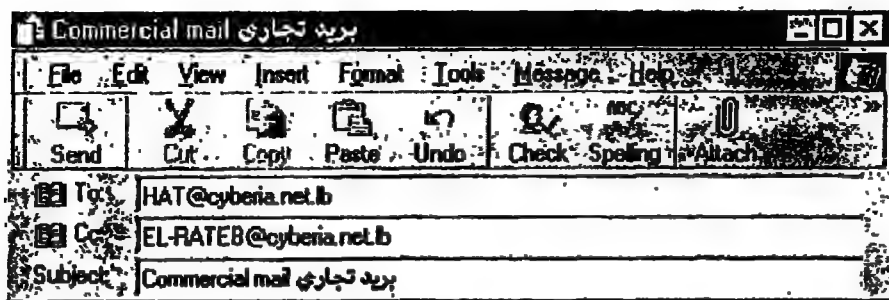 Commercial mail بريد تجاري
File Edit View Insert Format Tools Message Help
Send Cut Copy Paste Undo Check Spelling Attach
To: HAT@cyberia.net.lb
Cc: EL-RATEB@cyberia.net.lb
Subject: Commercial mail بريد تجاري